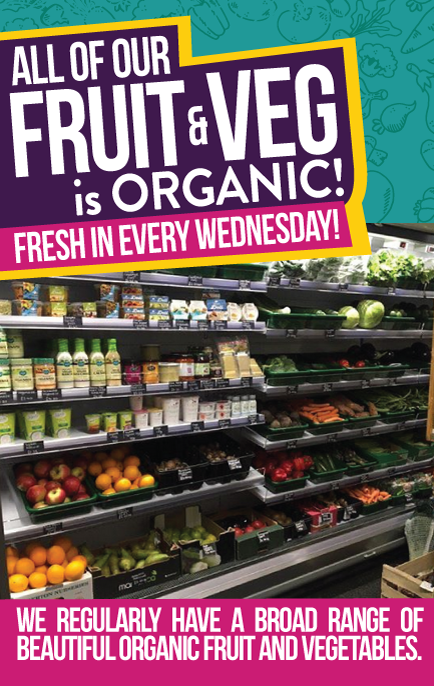 ALL OF OUR
FRUIT & VEG
is ORGANIC!
FRESH IN EVERY WEDNESDAY!
WE REGULARLY HAVE A BROAD RANGE OF
BEAUTIFUL ORGANIC FRUIT AND VEGETABLES.